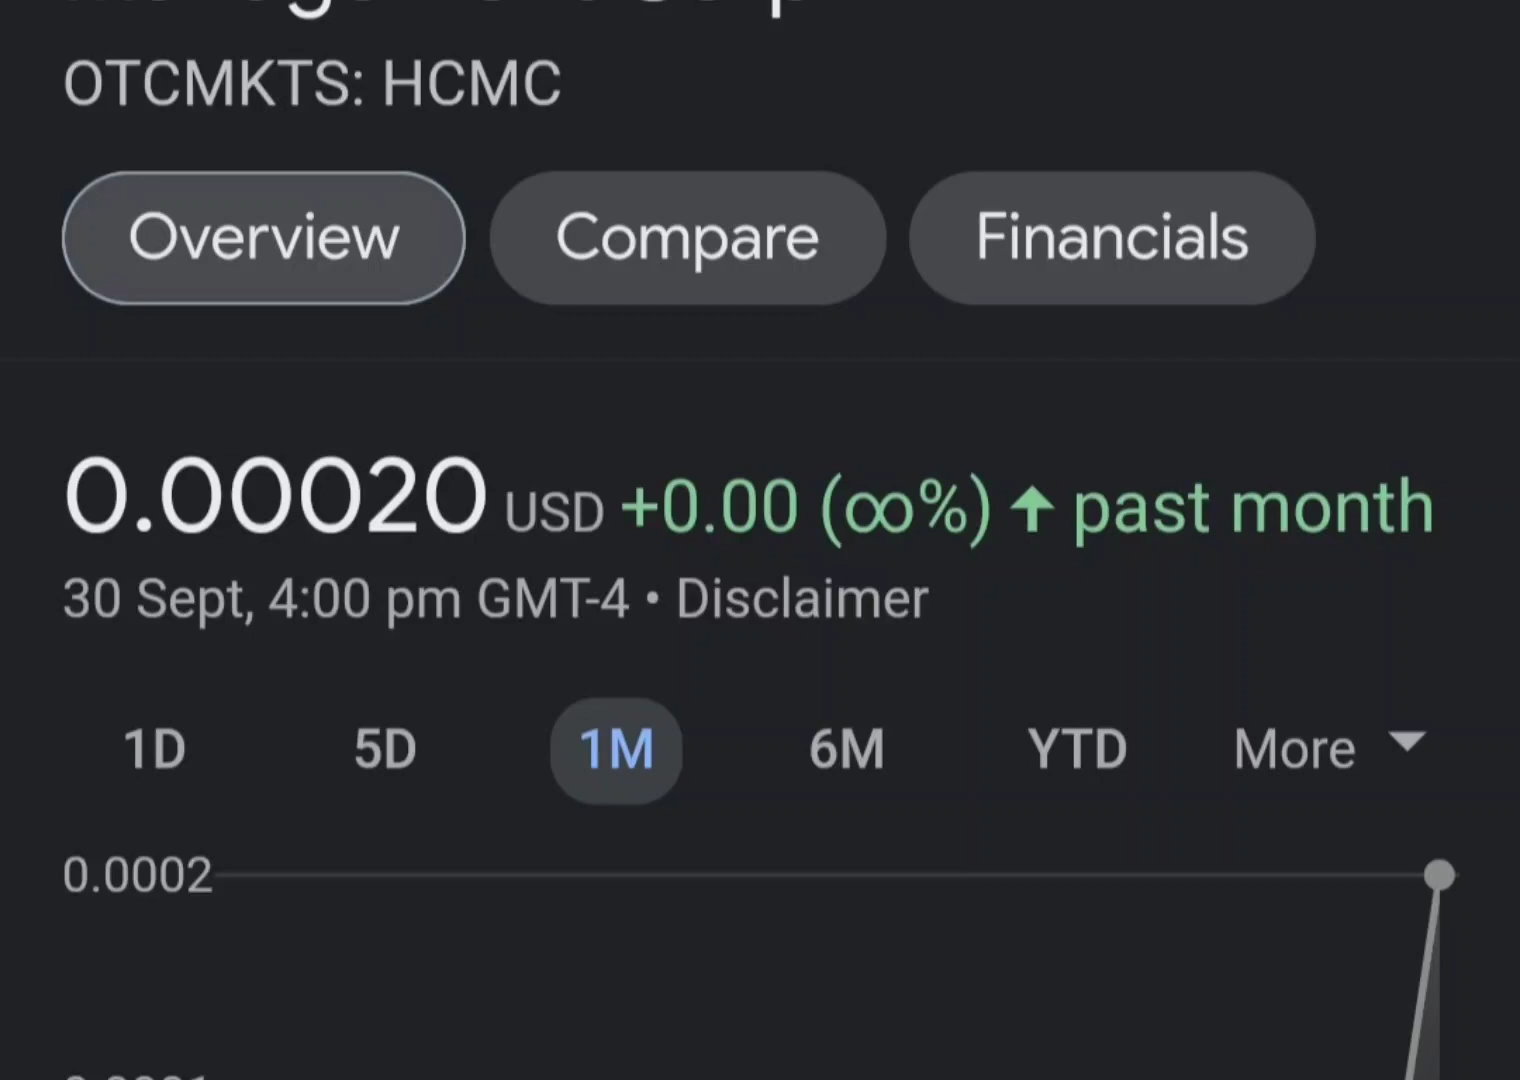 OTCMKTS: HCMC
Overview Compare Financials
0.00020 USD +0.00 (∞%) ↑ past month
30 Sept, 4:00 pm GMT-4 • Disclaimer
1D 5D 1M 6M YTD More
0.0002